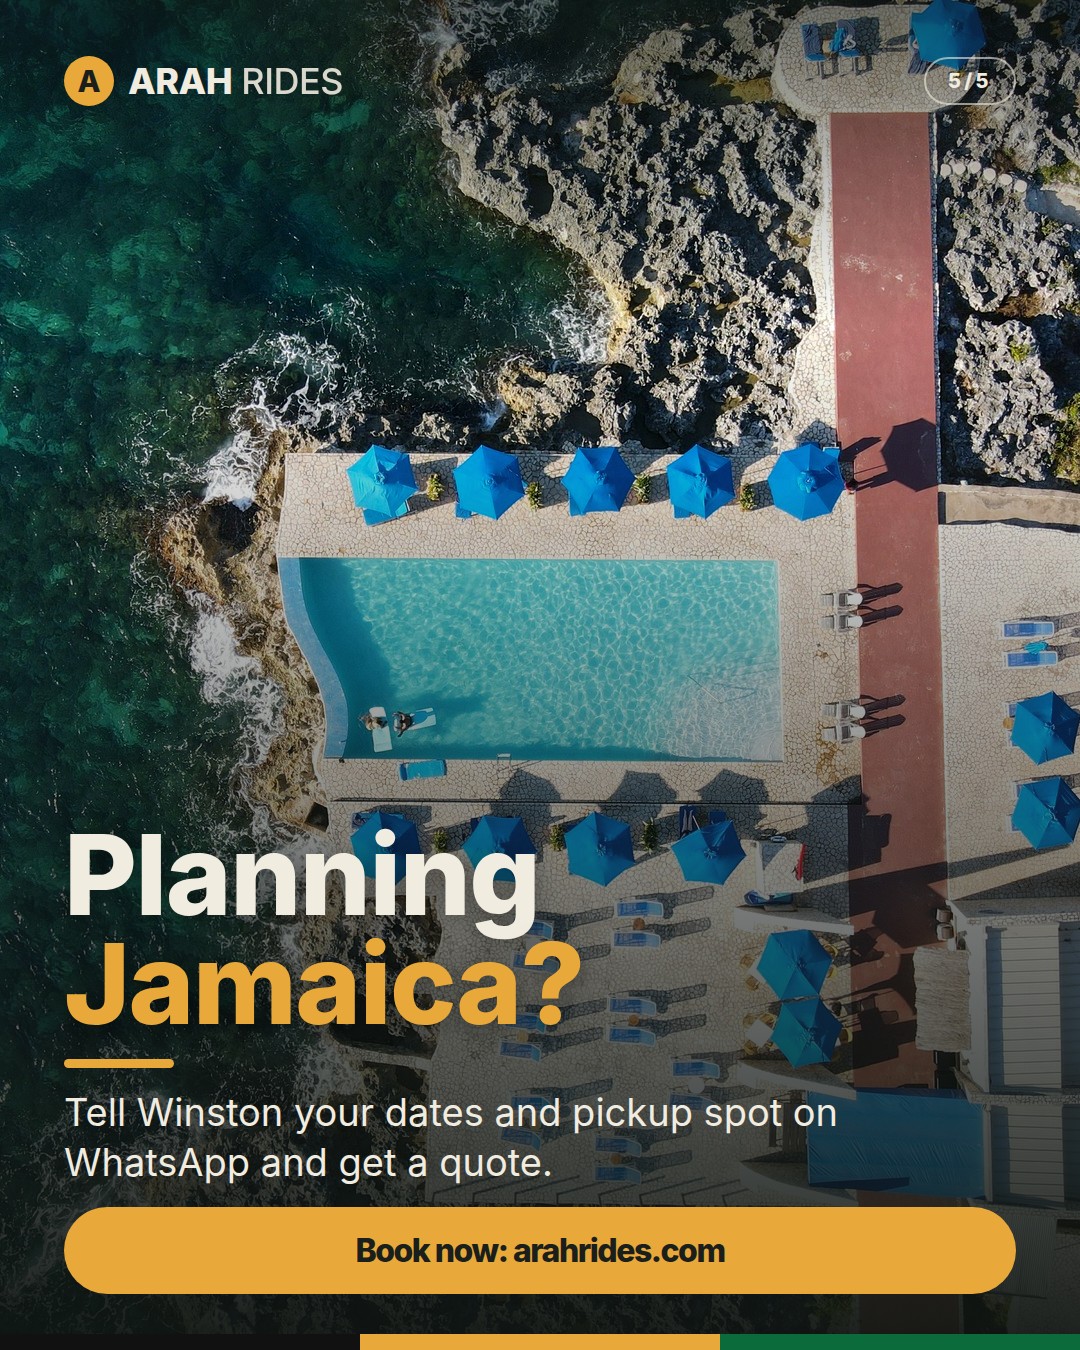 A ARAH RIDES
5/5
Planning
Jamaica?
Tell Winston your dates and pickup spot on
WhatsApp and get a quote.
Book now: arahrides.com